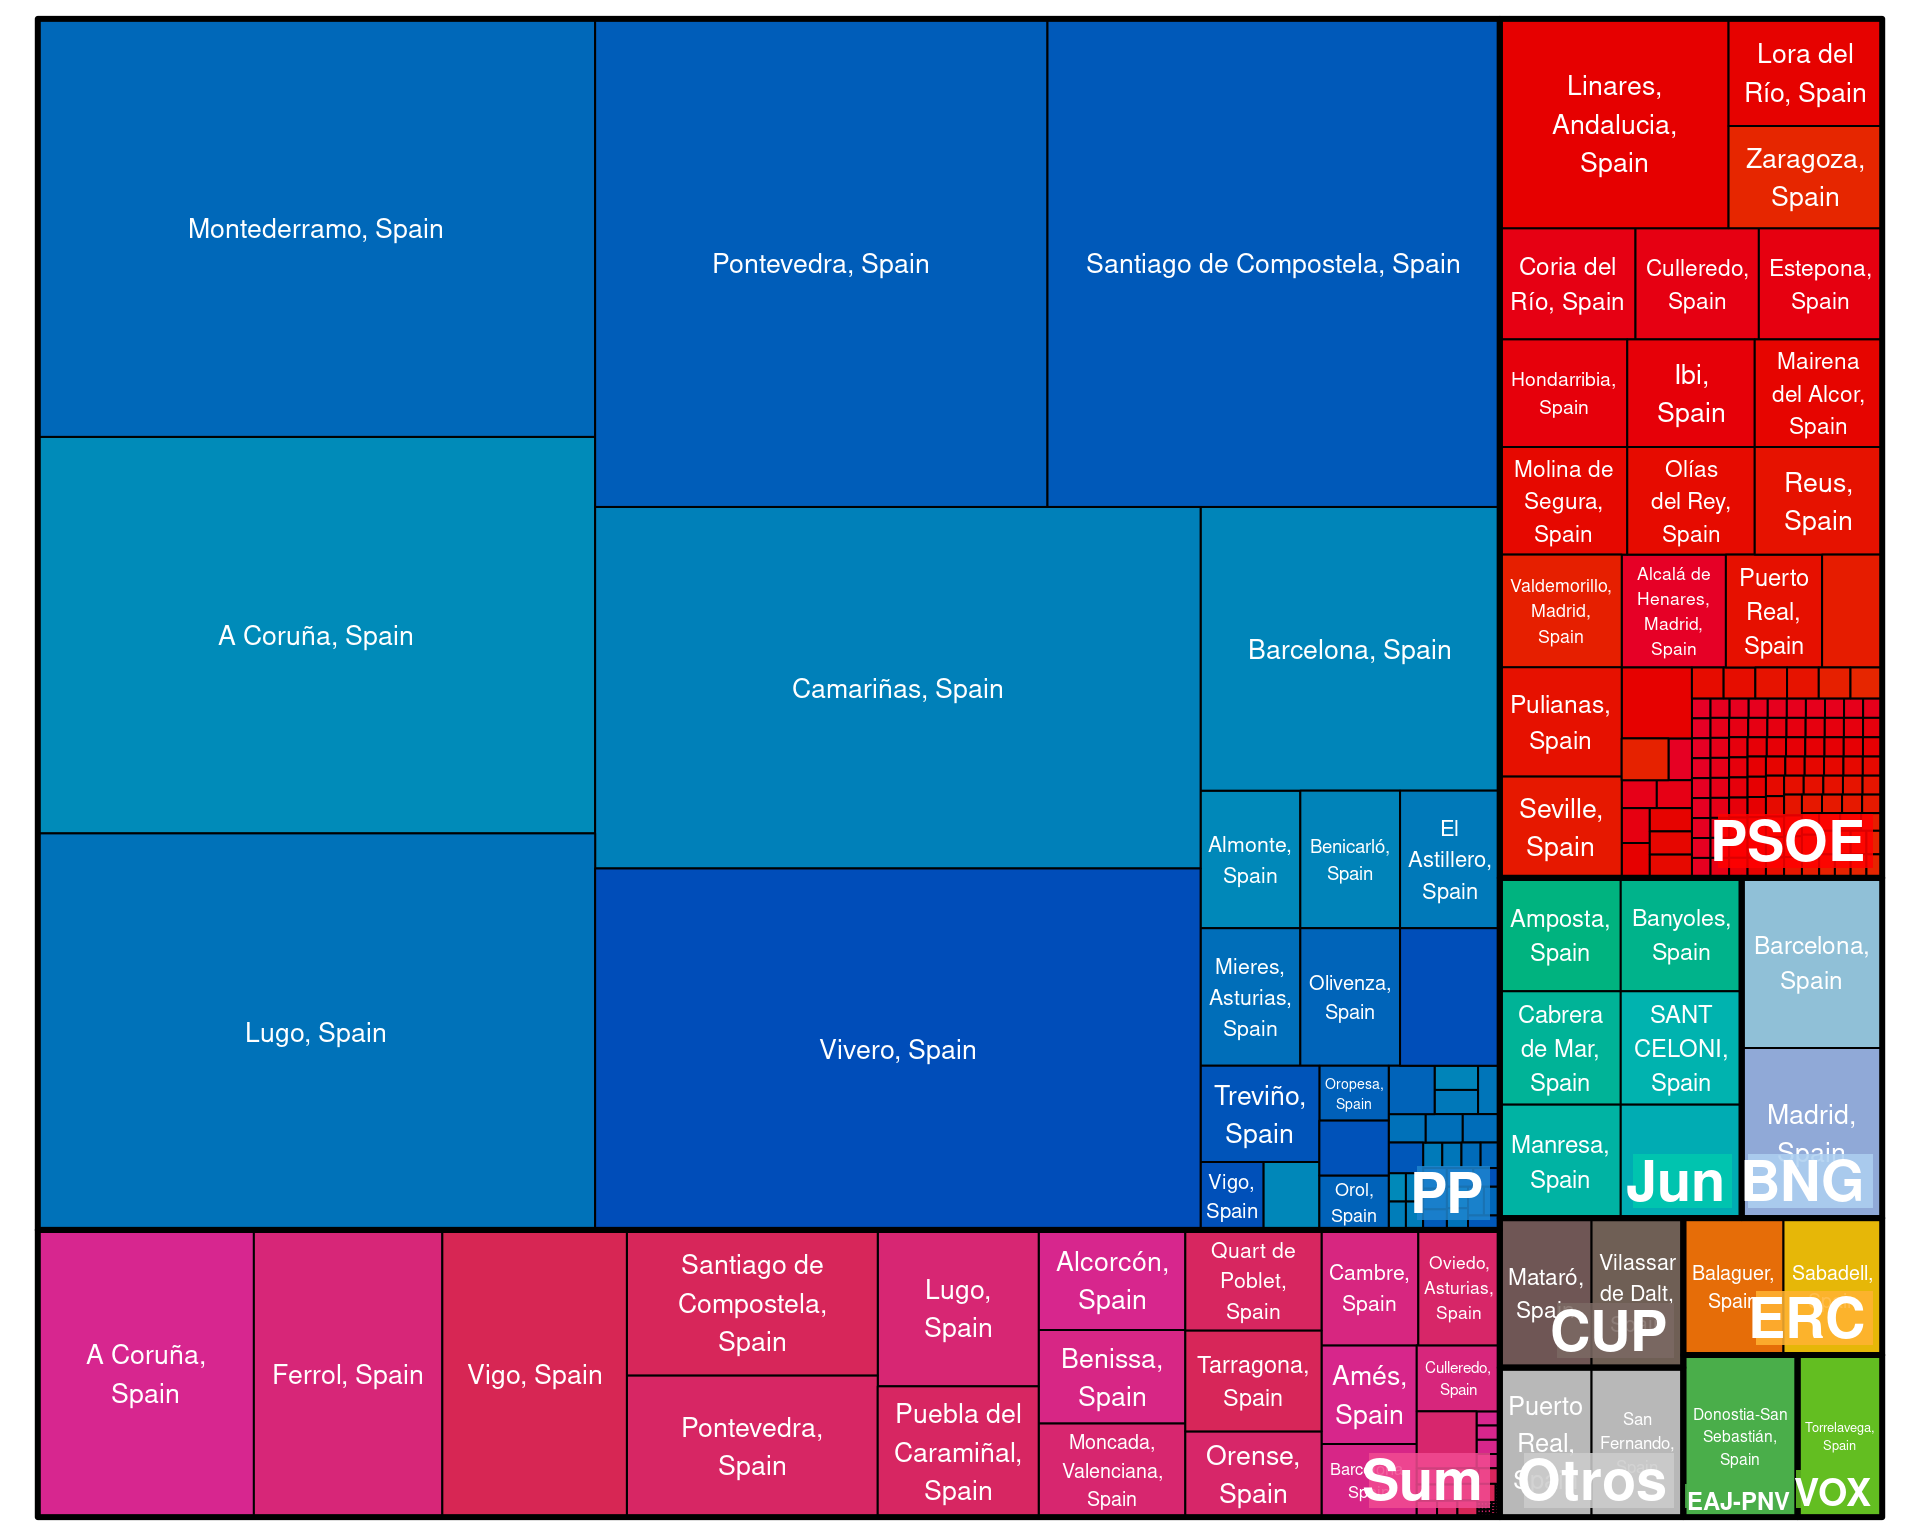 Montederramo, Spain
Pontevedra, Spain
Santiago de Compostela, Spain
A Coruña, Spain
Camariñas, Spain
Barcelona, Spain
Lugo, Spain
Vivero, Spain
Almonte,
Spain
Benicarló,
Spain
El
Astillero,
Spain
Mieres,
Asturias,
Spain
Olivenza,
Spain
Treviño,
Spain
Oropesa,
Spain
Vigo,
Spain
Orol,
Spain
PP
Linares,
Andalucia,
Spain
Lora del
Río, Spain
Zaragoza,
Spain
Coria del
Río, Spain
Culleredo,
Spain
Estepona,
Spain
Hondarribia,
Spain
Ibi,
Spain
Mairena
del Alcor,
Spain
Molina de
Segura,
Spain
Olías
del Rey,
Spain
Reus,
Spain
Valdemorillo,
Madrid,
Spain
Alcalá de
Henares,
Madrid,
Spain
Puerto
Real,
Spain
Pulianas,
Spain
Seville,
Spain
PSOE
Amposta,
Spain
Banyoles,
Spain
Cabrera
de Mar,
Spain
SANT
CELONI,
Spain
Manresa,
Spain
Jun
Barcelona,
Spain
Madrid,
Spain
BNG
A Coruña,
Spain
Ferrol, Spain
Vigo, Spain
Santiago de
Compostela,
Spain
Pontevedra,
Spain
Lugo,
Spain
Puebla del
Caramiñal,
Spain
Alcorcón,
Spain
Benissa,
Spain
Moncada,
Valenciana,
Spain
Quart de
Poblet,
Spain
Tarragona,
Spain
Orense,
Spain
Cambre,
Spain
Oviedo,
Asturias,
Spain
Amés,
Spain
Culleredo,
Spain
Barcelona,
Spain
Sum
Mataró,
Spain
Vilassar
de Dalt,
Spain
CUP
Balaguer,
Spain
Sabadell,
ERC
Puerto
Real,
Spain
San
Fernando,
Spain
Otros
Donostia-San
Sebastián,
Spain
EAJ-PNV
Torrelavega,
Spain
VOX